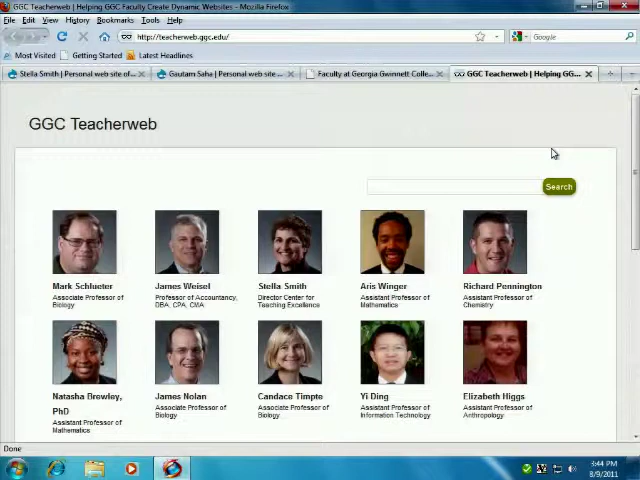 GGC Teacherweb | Helping GGC Faculty Create Dynamic Websites - Mozilla Firefox
File Edit View History Bookmarks Tools Help
http://teacherweb.ggc.edu/
Google
Most Visited Getting Started Latest Headlines
Stella Smith | Personal web site of... Gautam Saha | Personal web site ... Faculty at Georgia Gwinnett Colle... GGC Teacherweb | Helping GG...
GGC Teacherweb
Search
Mark Schlueter James Weisel Stella Smith Aris Winger Richard Pennington
Associate Professor of Professor of Accountancy, Director Center for Assistant Professor of Assistant Professor of
Biology DBA, CPA, CMA Teaching Excellence Mathematics Chemistry
Natasha Brewley, James Nolan Candace Timpte Yi Ding Elizabeth Higgs
PhD Associate Professor of Associate Professor of Assistant Professor of Assistant Professor of
Biology Biology Information Technology Anthropology
Assistant Professor of
Mathematics
Done
3:44 PM
8/9/2011